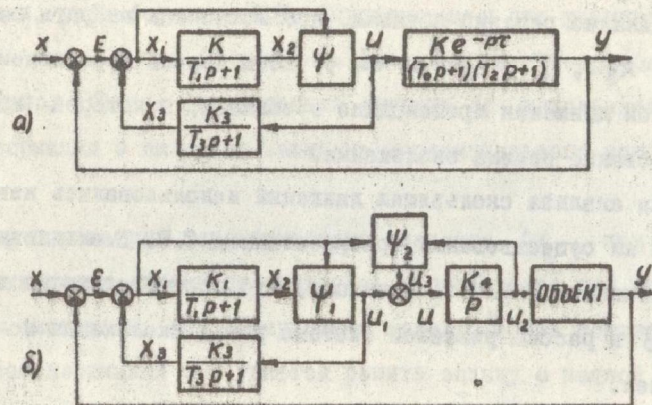 X E X₁ K/(T₁p+1) X₂ Ψ U Ke^(-pτ)/((T₀p+1)(T₂p+1)) У
а) X₃ K₃/(T₃p+1)
Ψ₂
X E X₁ K₁/(T₁p+1) X₂ Ψ₁ U₁ U₃ U K₄/p U₂ ОБЪЕКТ У
б) X₃ K₃/(T₃p+1)